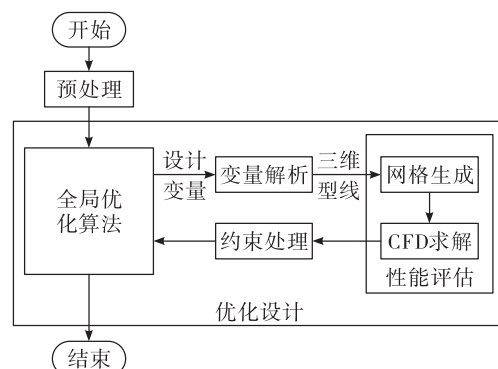 开始
预处理
全局优
化算法
设计
变量
变量解析
三维
型线
网格生成
CFD求解
性能评估
约束处理
优化设计
结束